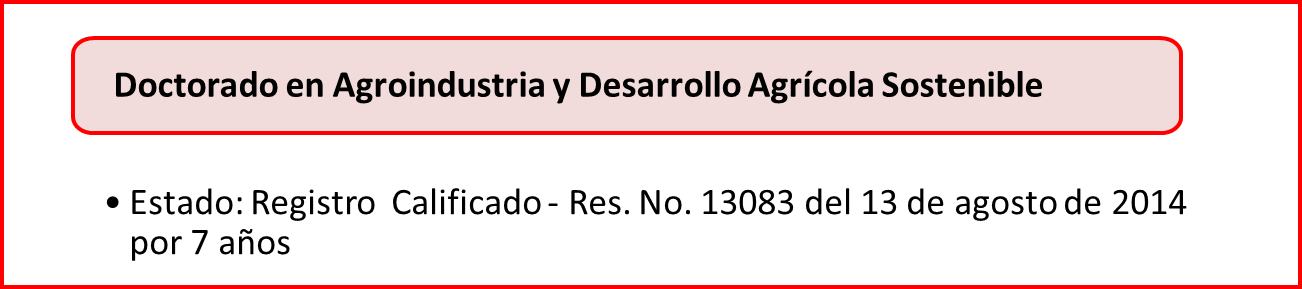 Doctorado en Agroindustria y Desarrollo Agrícola Sostenible
• Estado: Registro Calificado - Res. No. 13083 del 13 de agosto de 2014
por 7 años